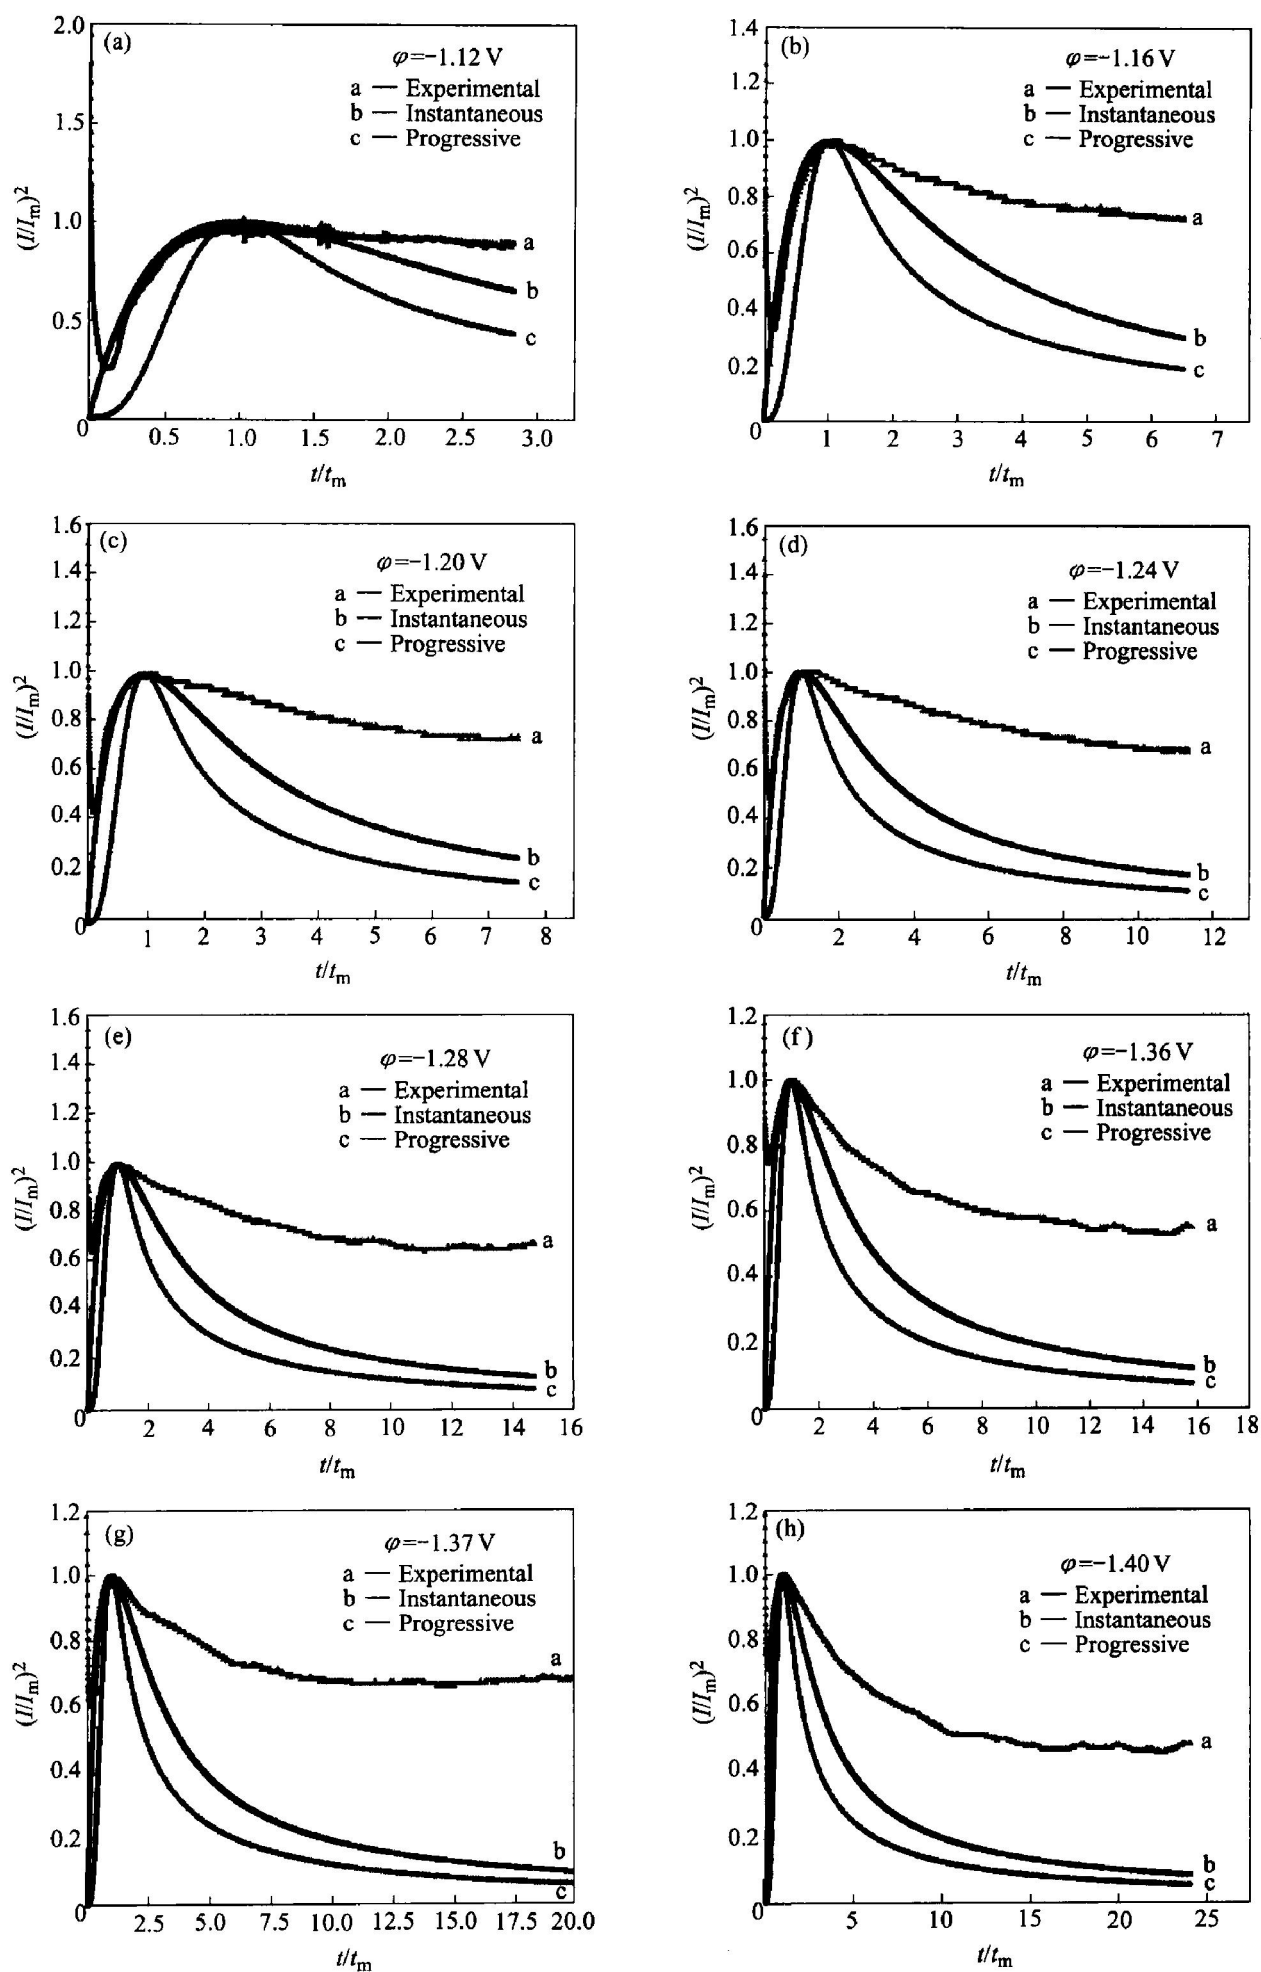 (a)
φ=−1.12 V
a — Experimental
b — Instantaneous
c — Progressive
2.0
1.5
1.0
0.5
0
(I/Im)²
a
b
c
0.5 1.0 1.5 2.0 2.5 3.0
t/tm
(b)
φ=−1.16 V
a — Experimental
b — Instantaneous
c — Progressive
1.4
1.2
1.0
0.8
0.6
0.4
0.2
0
(I/Im)²
a
b
c
1 2 3 4 5 6 7
t/tm
(c)
φ=−1.20 V
a — Experimental
b — Instantaneous
c — Progressive
1.6
1.4
1.2
1.0
0.8
0.6
0.4
0.2
0
(I/Im)²
a
b
c
1 2 3 4 5 6 7 8
t/tm
(d)
φ=−1.24 V
a — Experimental
b — Instantaneous
c — Progressive
1.6
1.4
1.2
1.0
0.8
0.6
0.4
0.2
0
(I/Im)²
a
b
c
2 4 6 8 10 12
t/tm
(e)
φ=−1.28 V
a — Experimental
b — Instantaneous
c — Progressive
1.6
1.4
1.2
1.0
0.8
0.6
0.4
0.2
0
(I/Im)²
a
b
c
2 4 6 8 10 12 14 16
t/tm
(f)
φ=−1.36 V
a — Experimental
b — Instantaneous
c — Progressive
1.2
1.0
0.8
0.6
0.4
0.2
0
(I/Im)²
a
b
c
2 4 6 8 10 12 14 16 18
t/tm
(g)
φ=−1.37 V
a — Experimental
b — Instantaneous
c — Progressive
1.2
1.0
0.8
0.6
0.4
0.2
0
(I/Im)²
a
b
c
2.5 5.0 7.5 10.0 12.5 15.0 17.5 20.0
t/tm
(h)
φ=−1.40 V
a — Experimental
b — Instantaneous
c — Progressive
1.2
1.0
0.8
0.6
0.4
0.2
0
(I/Im)²
a
b
c
5 10 15 20 25
t/tm